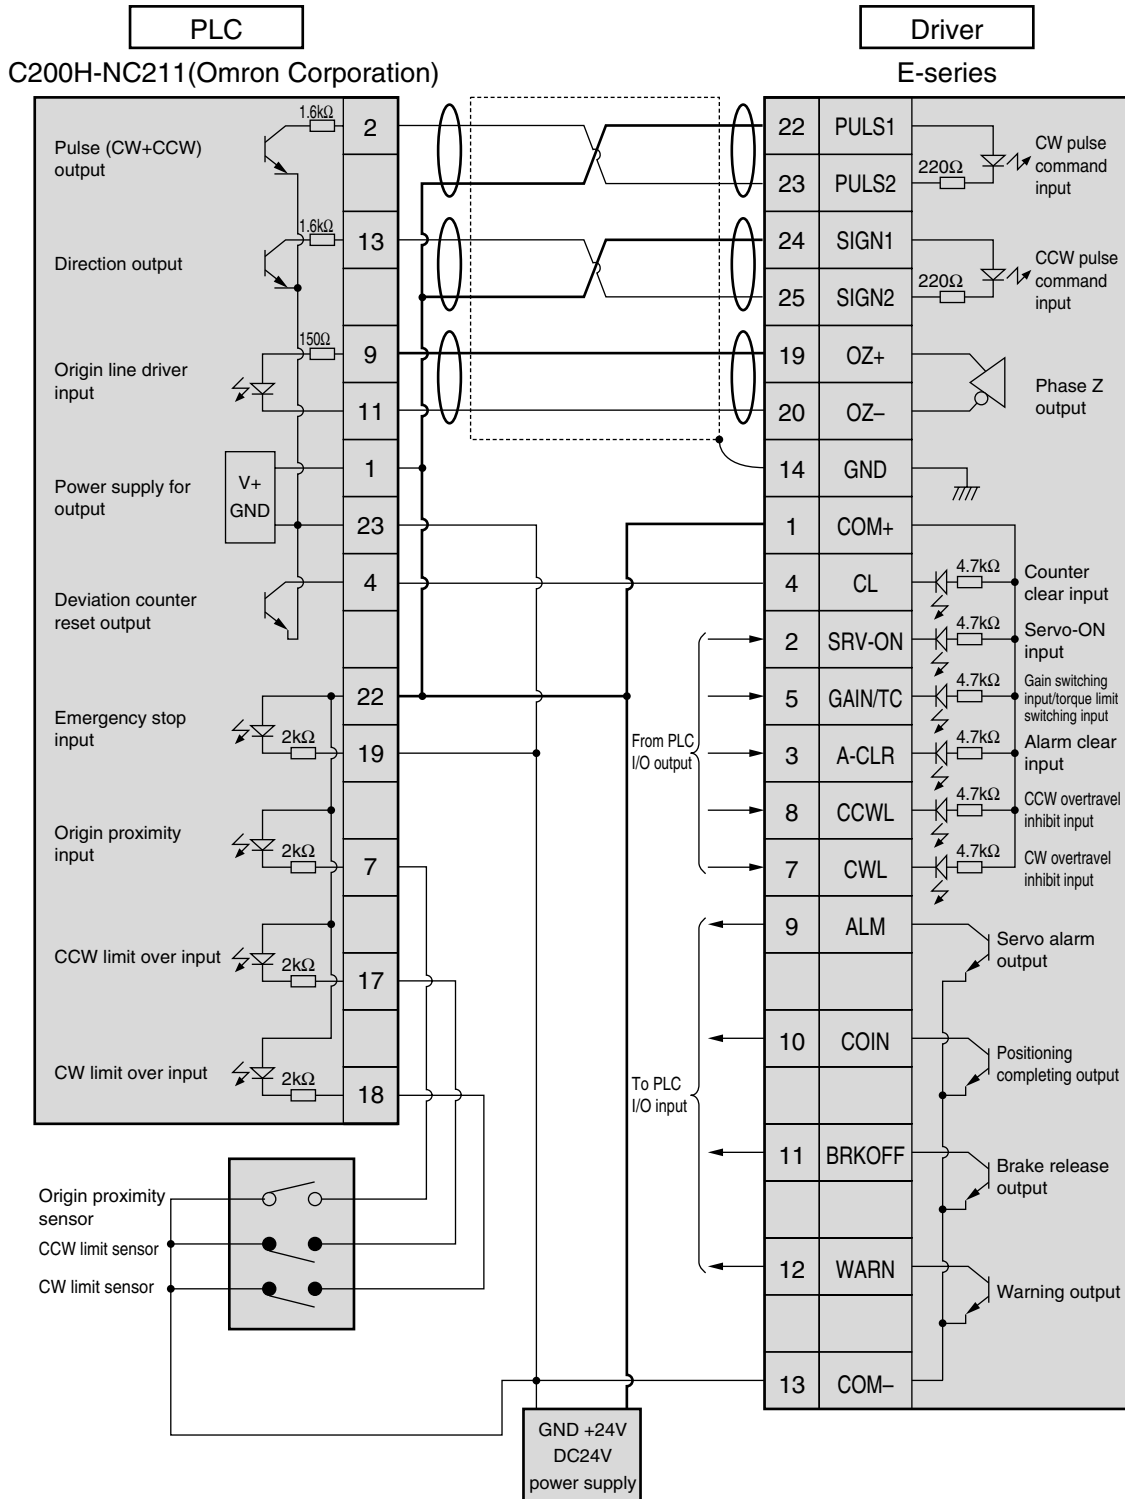 PLC
Driver
C200H-NC211(Omron Corporation)
E-series
Pulse (CW+CCW)
output
1.6kΩ
2
Direction output
1.6kΩ
13
Origin line driver
input
150Ω
9
11
Power supply for
output
V+
GND
1
23
Deviation counter
reset output
4
Emergency stop
input
22
2kΩ
19
Origin proximity
input
2kΩ
7
CCW limit over input
2kΩ
17
CW limit over input
2kΩ
18
Origin proximity
sensor
CCW limit sensor
CW limit sensor
From PLC
I/O output
To PLC
I/O input
GND +24V
DC24V
power supply
22 PULS1
23 PULS2
220Ω
CW pulse
command
input
24 SIGN1
25 SIGN2
220Ω
CCW pulse
command
input
19 OZ+
20 OZ–
Phase Z
output
14 GND
1 COM+
4 CL
4.7kΩ
Counter
clear input
2 SRV-ON
4.7kΩ
Servo-ON
input
5 GAIN/TC
4.7kΩ
Gain switching
input/torque limit
switching input
3 A-CLR
4.7kΩ
Alarm clear
input
8 CCWL
4.7kΩ
CCW overtravel
inhibit input
7 CWL
4.7kΩ
CW overtravel
inhibit input
9 ALM
Servo alarm
output
10 COIN
Positioning
completing output
11 BRKOFF
Brake release
output
12 WARN
Warning output
13 COM–